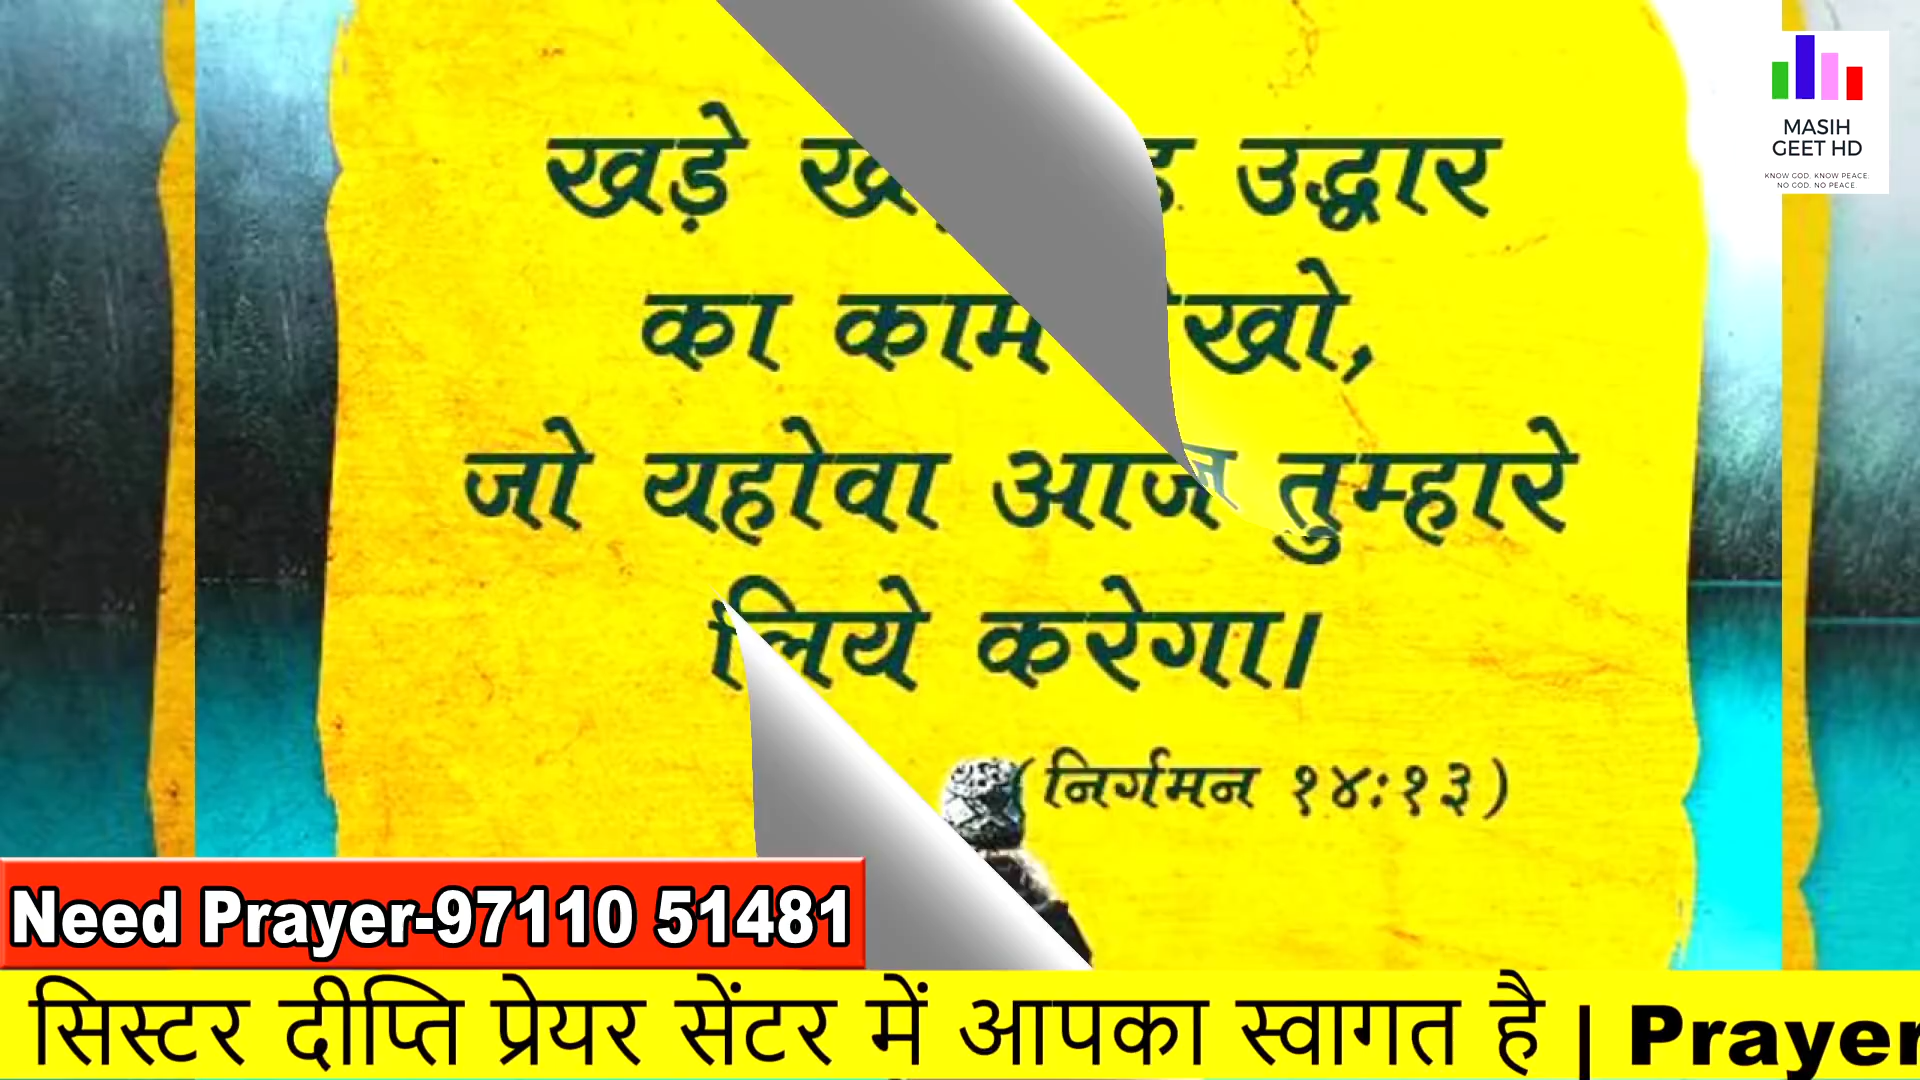 खड़े उद्धार
का काम
जो यहोवा आज तुम्हारे
लिये करेगा।
(निर्गमन १४:१३)
MASIH
GEET HD
KNOW GOD. KNOW PEACE.
NO GOD. NO PEACE.
Need Prayer-97110 51481
सिस्टर दीप्ति प्रेयर सेंटर में आपका स्वागत है | Prayer